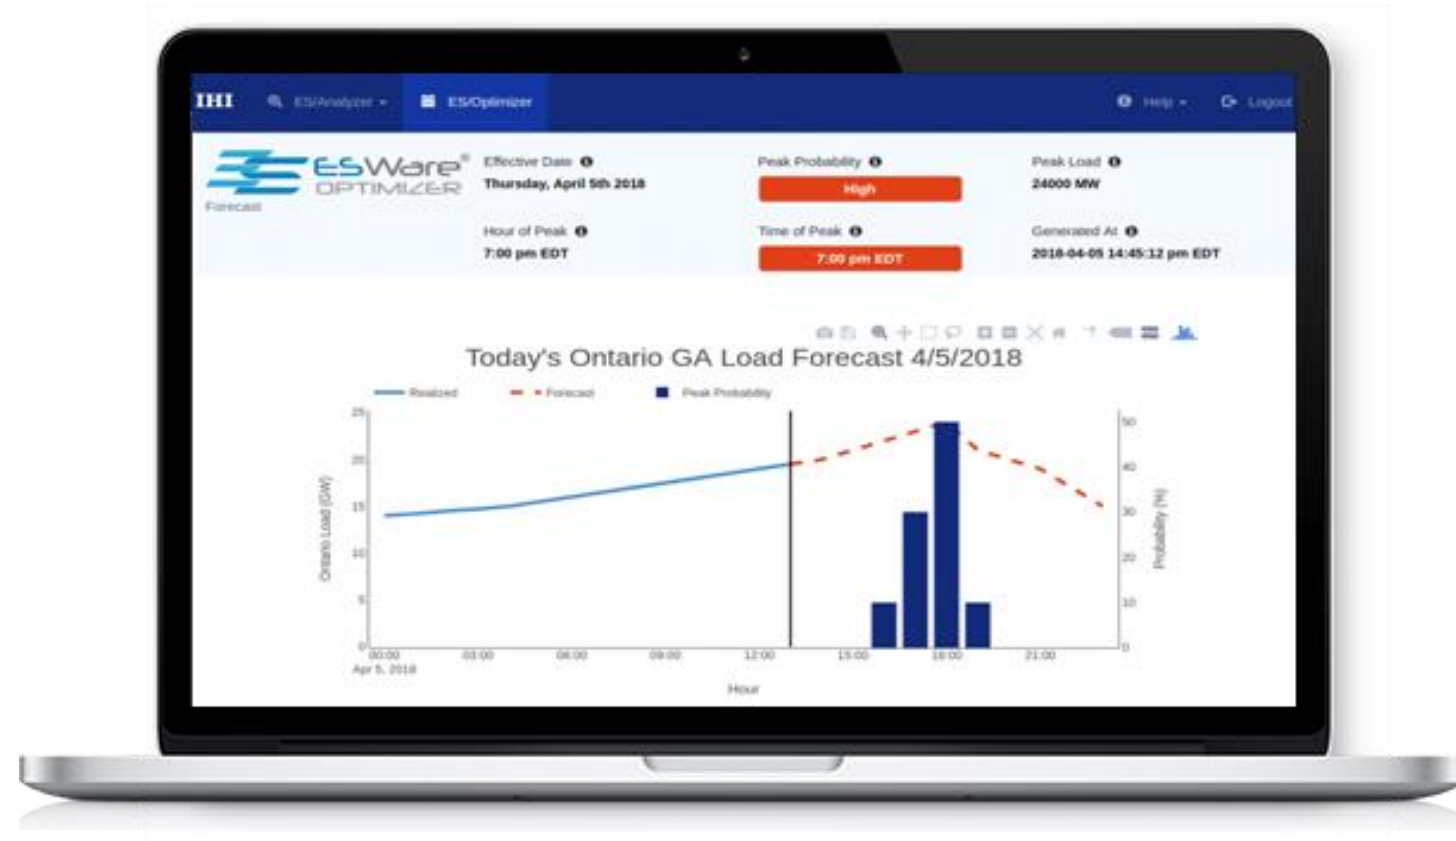 IHI ES/Analyzer ES/Optimizer Help Logout
ESWare®
OPTIMIZER
Forecast
Effective Date
Thursday, April 5th 2018
Peak Probability
High
Peak Load
24000 MW
Hour of Peak
7:00 pm EDT
Time of Peak
7:00 pm EDT
Generated At
2018-04-05 14:45:12 pm EDT
Today's Ontario GA Load Forecast 4/5/2018
Realized Forecast Peak Probability
Ontario Load (GW)
25
20
15
10
5
0
00:00 03:00 06:00 09:00 12:00 15:00 18:00 21:00
Apr 5, 2018
Hour
50
40
30
20
10
0
Probability (%)